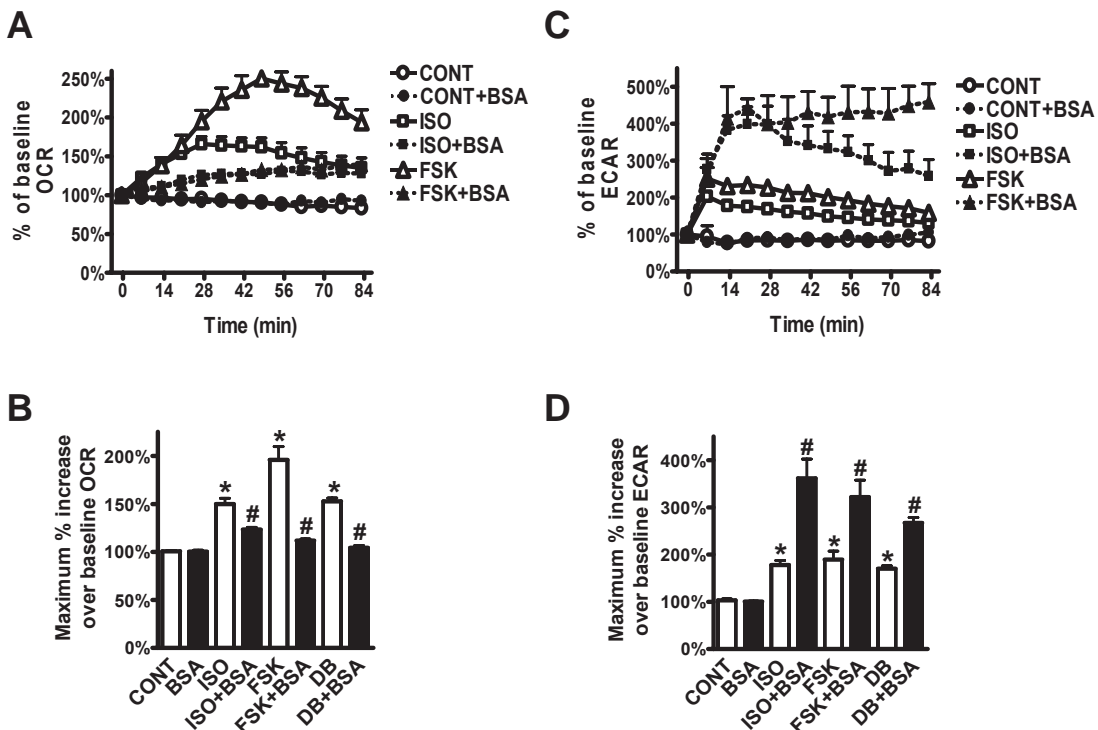 A
% of baseline
OCR
250%
200%
150%
100%
50%
0%
0 14 28 42 56 70 84
Time (min)
CONT
CONT+BSA
ISO
ISO+BSA
FSK
FSK+BSA
C
% of baseline
ECAR
500%
400%
300%
200%
100%
0%
0 14 28 42 56 70 84
Time (min)
CONT
CONT+BSA
ISO
ISO+BSA
FSK
FSK+BSA
B
Maximum % increase
over baseline OCR
200%
150%
100%
50%
0%
* # * # * #
CONT
BSA
ISO
ISO+BSA
FSK
FSK+BSA
DB
DB+BSA
D
Maximum % increase
over baseline ECAR
400%
300%
200%
100%
0%
* # * # * #
CONT
BSA
ISO
ISO+BSA
FSK
FSK+BSA
DB
DB+BSA